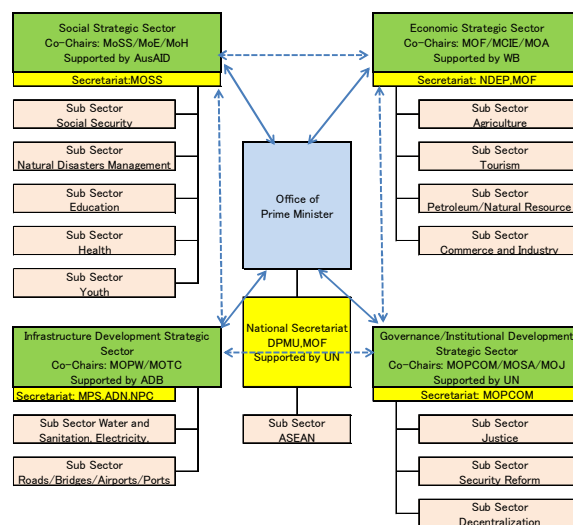 Social Strategic Sector
Co-Chairs: MoSS/MoE/MoH
Supported by AusAID
Secretariat:MOSS
Sub Sector
Social Security
Sub Sector
Natural Disasters Management
Sub Sector
Education
Sub Sector
Health
Sub Sector
Youth
Economic Strategic Sector
Co-Chairs: MOF/MCIE/MOA
Supported by WB
Secretariat: NDEP,MOF
Sub Sector
Agriculture
Sub Sector
Tourism
Sub Sector
Petroleum/Natural Resource
Sub Sector
Commerce and Industry
Office of
Prime Minister
National Secretariat
DPMU,MOF
Supported by UN
Sub Sector
ASEAN
Infrastructure Development Strategic
Sector
Co-Chairs: MOPW/MOTC
Supported by ADB
Secretariat: MPS,ADN,NPC
Sub Sector Water and
Sanitation, Electricity,
Sub Sector
Roads/Bridges/Airports/Ports
Governance/Institutional Development
Strategic Sector
Co-Chairs: MOPCOM/MOSA/MOJ
Supported by UN
Secretariat: MOPCOM
Sub Sector
Justice
Sub Sector
Security Reform
Sub Sector
Decentralization